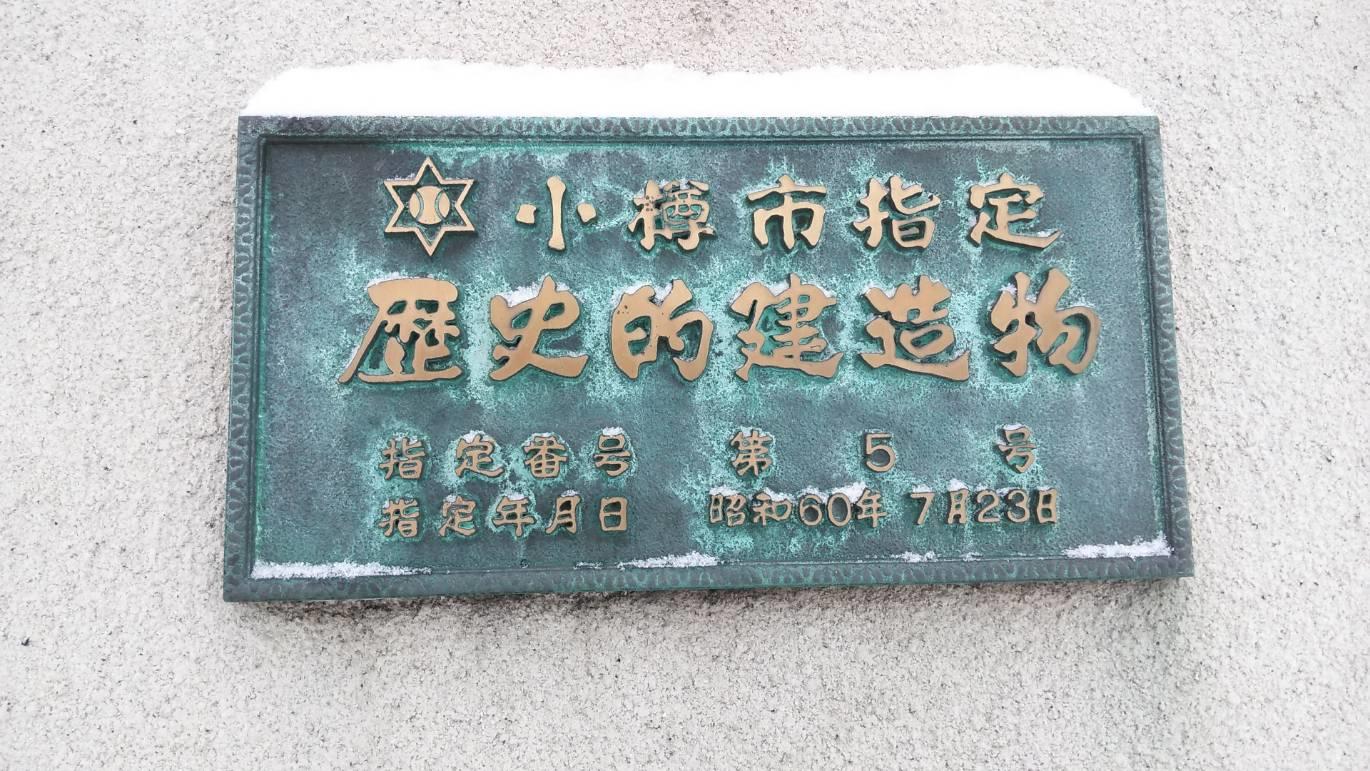 小樽市指定
歴史的建造物
指定番号 第5号
指定年月日 昭和60年7月23日